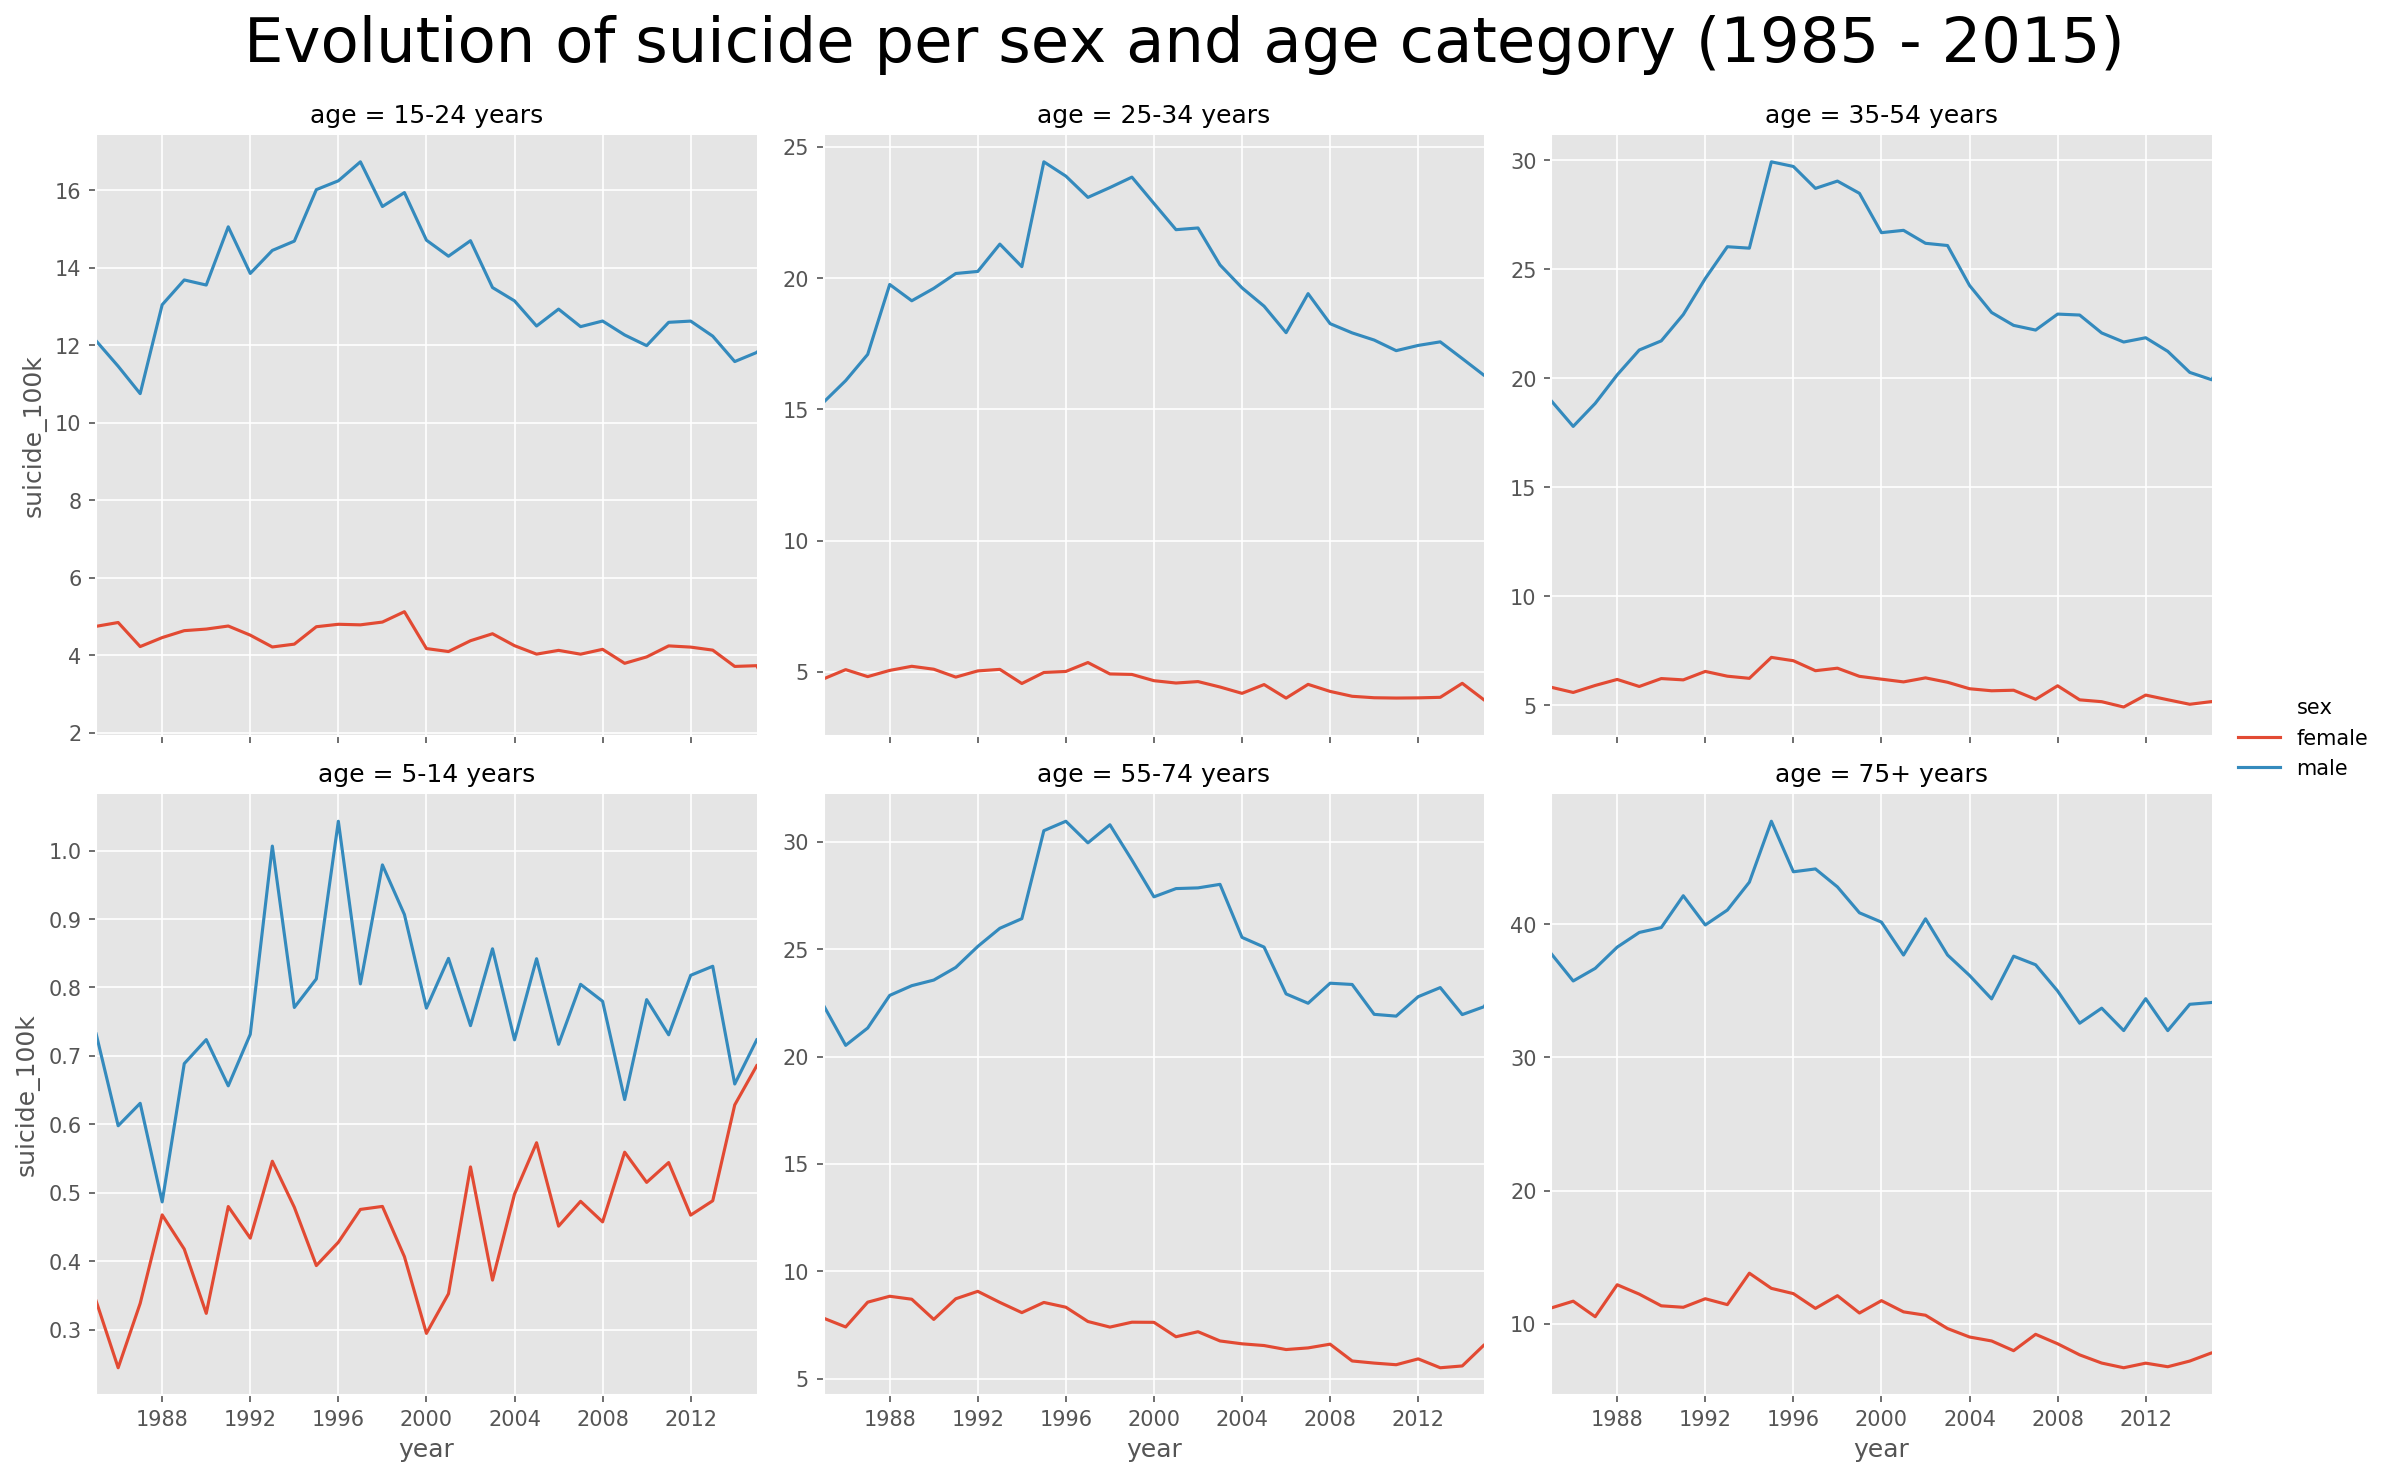 Evolution of suicide per sex and age category (1985 - 2015)
age = 15-24 years
suicide_100k
16
14
12
10
8
6
4
2
age = 25-34 years
25
20
15
10
5
age = 35-54 years
30
25
20
15
10
5
sex
female
male
age = 5-14 years
suicide_100k
1.0
0.9
0.8
0.7
0.6
0.5
0.4
0.3
1988 1992 1996 2000 2004 2008 2012
year
age = 55-74 years
30
25
20
15
10
5
1988 1992 1996 2000 2004 2008 2012
year
age = 75+ years
40
30
20
10
1988 1992 1996 2000 2004 2008 2012
year